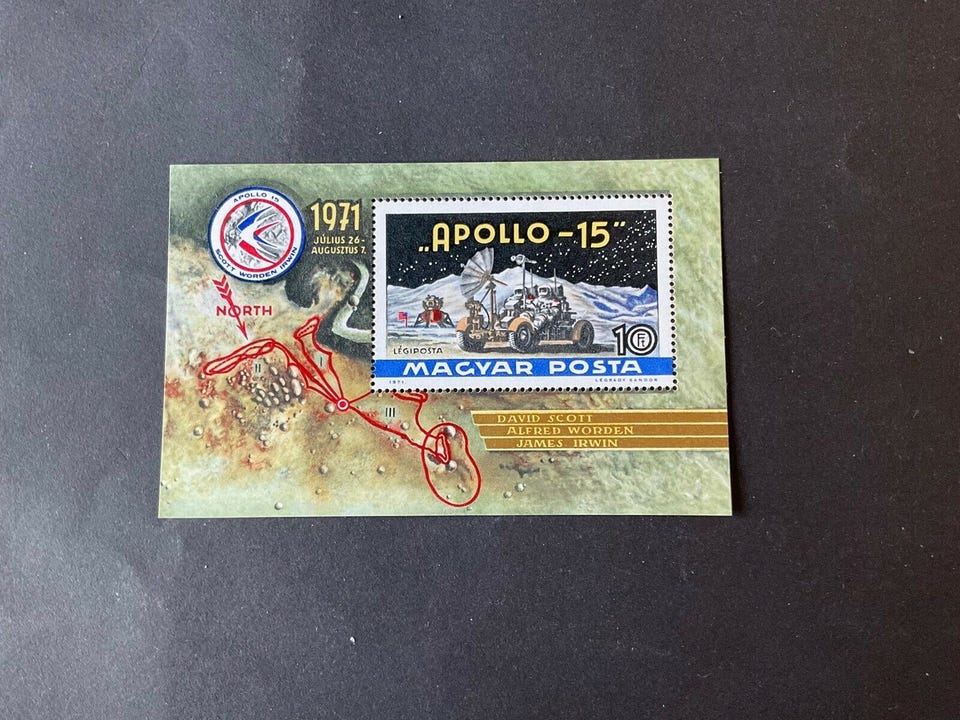 APOLLO 15
SCOTT WORDEN IRWIN
1971
JÚLIUS 26-
AUGUSZTUS 7.
NORTH
I
II
III
„APOLLO -15"
LÉGIPOSTA
10 Ft
MAGYAR POSTA
1971.
LÉGRÁDY SÁNDOR
DAVID SCOTT
ALFRED WORDEN
JAMES IRWIN